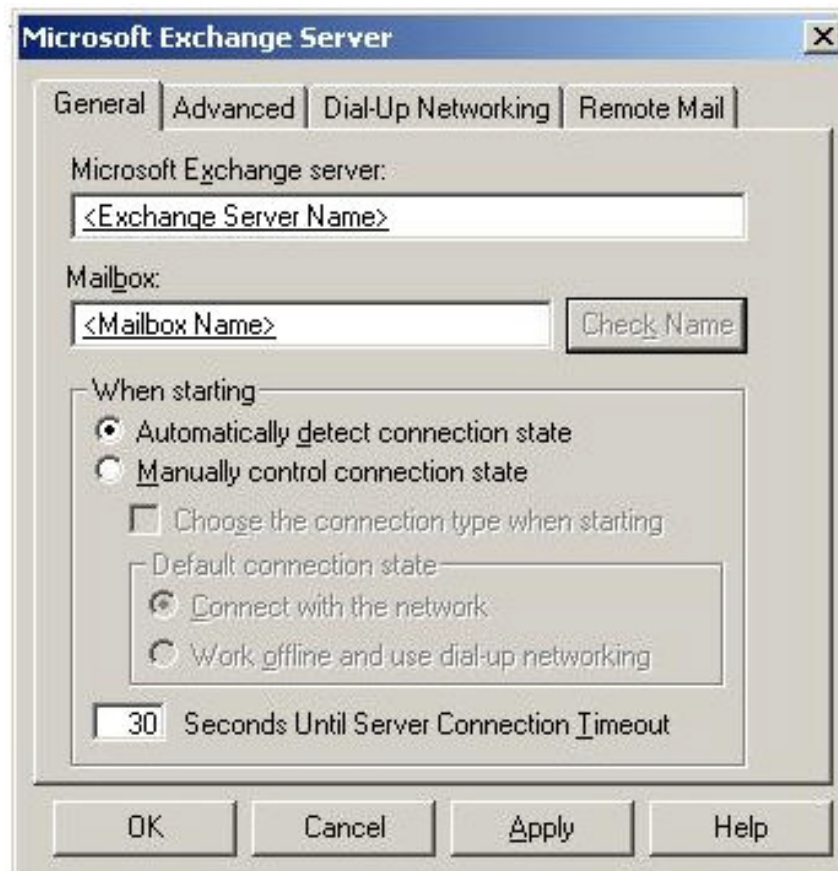 Microsoft Exchange Server
General Advanced Dial-Up Networking Remote Mail
Microsoft Exchange server:
<Exchange Server Name>
Mailbox:
<Mailbox Name> Check Name
When starting
Automatically detect connection state
Manually control connection state
Choose the connection type when starting
Default connection state
Connect with the network
Work offline and use dial-up networking
30 Seconds Until Server Connection Timeout
OK Cancel Apply Help